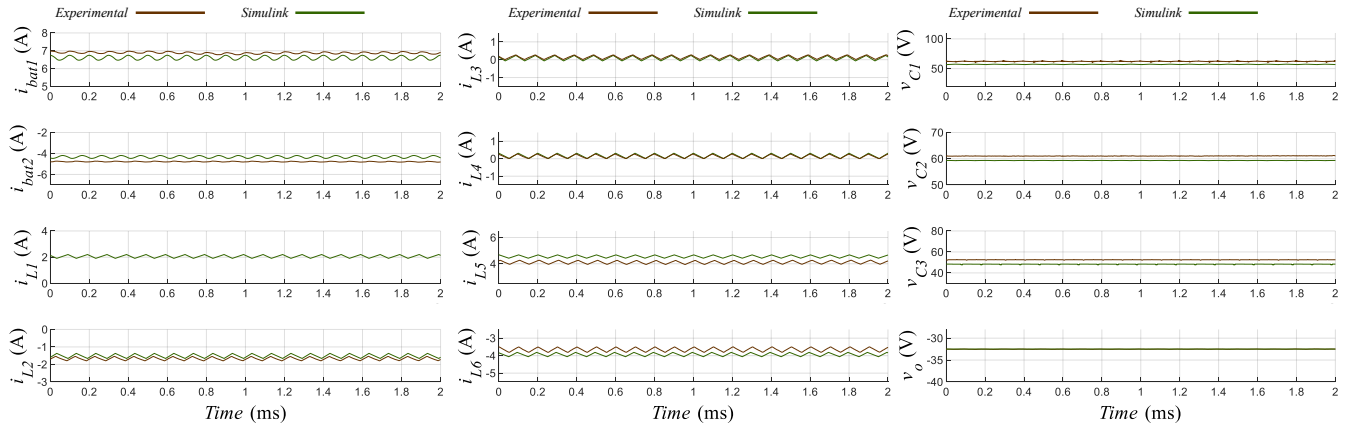 Experimental Simulink Experimental Simulink Experimental Simulink
8
7
6
5
i_bat1 (A)
0 0.2 0.4 0.6 0.8 1 1.2 1.4 1.6 1.8 2
1
0
-1
i_L3 (A)
0 0.2 0.4 0.6 0.8 1 1.2 1.4 1.6 1.8 2
100
50
v_C1 (V)
0 0.2 0.4 0.6 0.8 1 1.2 1.4 1.6 1.8 2
-2
-4
-6
i_bat2 (A)
0 0.2 0.4 0.6 0.8 1 1.2 1.4 1.6 1.8 2
1
0
-1
i_L4 (A)
0 0.2 0.4 0.6 0.8 1 1.2 1.4 1.6 1.8 2
70
60
50
v_C2 (V)
0 0.2 0.4 0.6 0.8 1 1.2 1.4 1.6 1.8 2
4
2
0
i_L1 (A)
0 0.2 0.4 0.6 0.8 1 1.2 1.4 1.6 1.8 2
6
4
i_L5 (A)
0 0.2 0.4 0.6 0.8 1 1.2 1.4 1.6 1.8 2
80
60
40
v_C3 (V)
0 0.2 0.4 0.6 0.8 1 1.2 1.4 1.6 1.8 2
0
-1
-2
-3
i_L2 (A)
0 0.2 0.4 0.6 0.8 1 1.2 1.4 1.6 1.8 2
-3
-4
-5
i_L6 (A)
0 0.2 0.4 0.6 0.8 1 1.2 1.4 1.6 1.8 2
-30
-35
-40
v_o (V)
0 0.2 0.4 0.6 0.8 1 1.2 1.4 1.6 1.8 2
Time (ms) Time (ms) Time (ms)